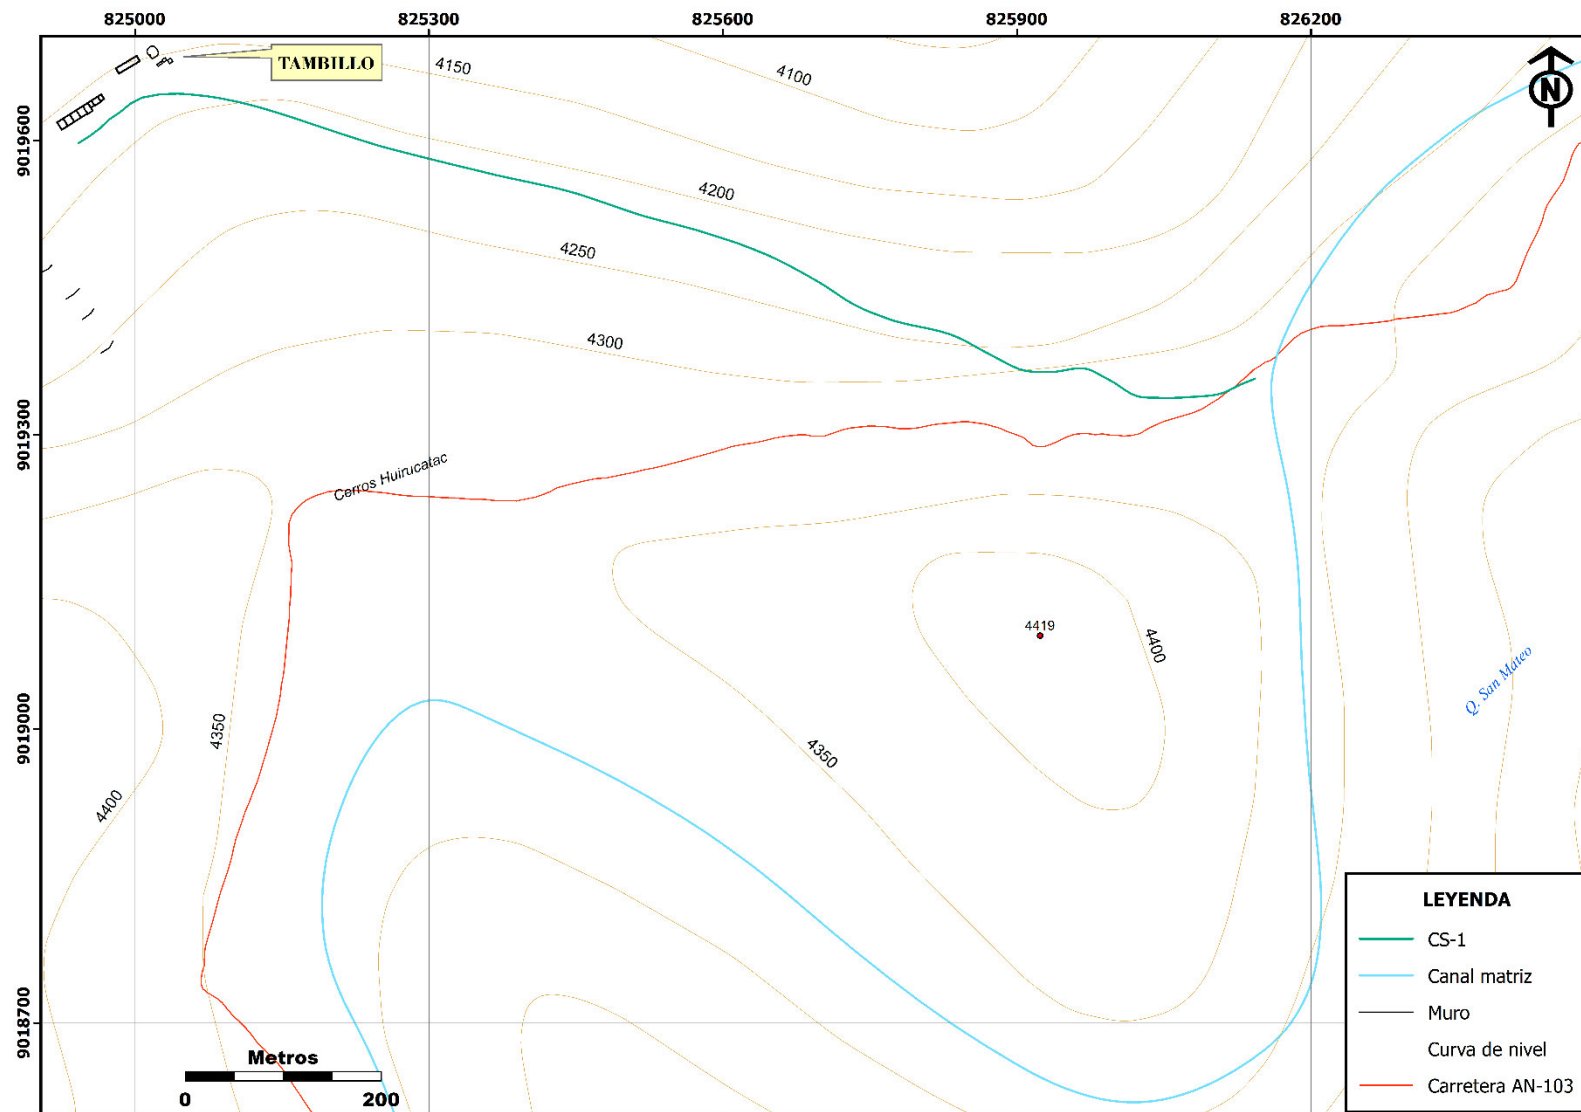 825000 825300 825600 825900 826200
TAMBILLO
N
4150
4100
9019600
4200
4250
4300
9019300
Cerros Huirucatac
4419
4400
Q. San Mateo
9019000
4350
4350
4400
LEYENDA
CS-1
Canal matriz
Muro
Curva de nivel
Carretera AN-103
9018700
Metros
0 200